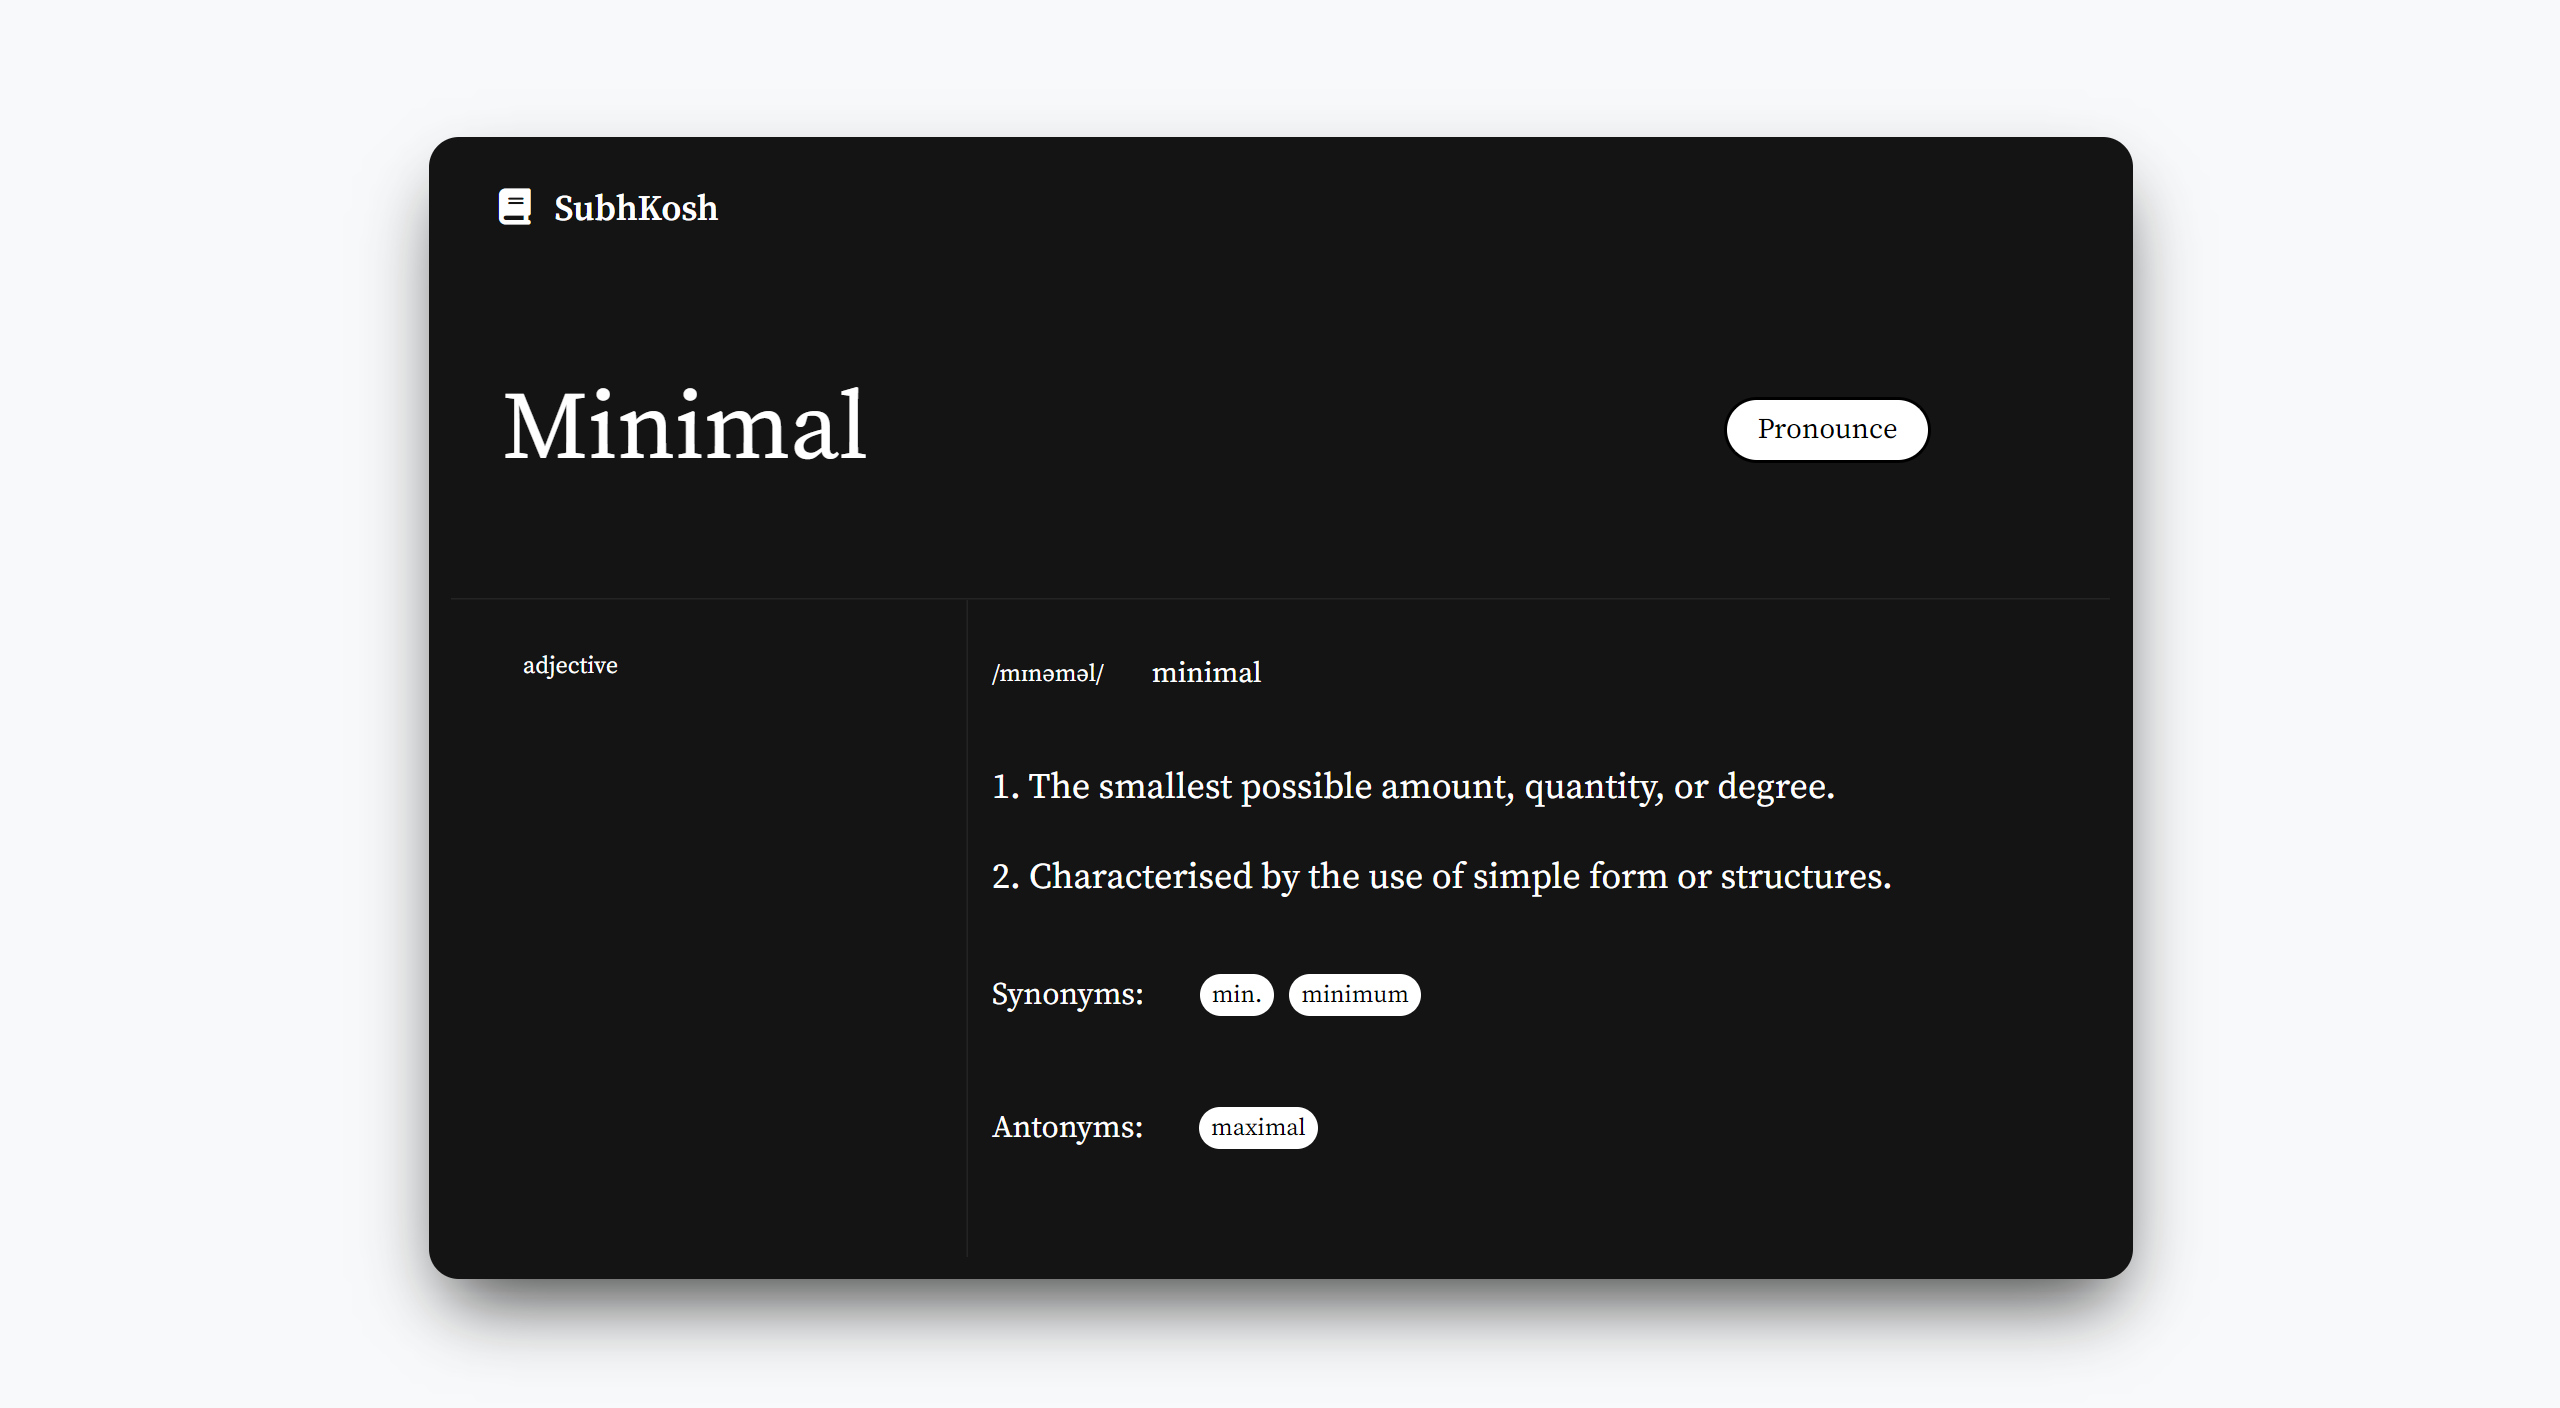 SubhKosh
Minimal
Pronounce
adjective
/mɪnəməl/ minimal
1. The smallest possible amount, quantity, or degree.
2. Characterised by the use of simple form or structures.
Synonyms: min. minimum
Antonyms: maximal